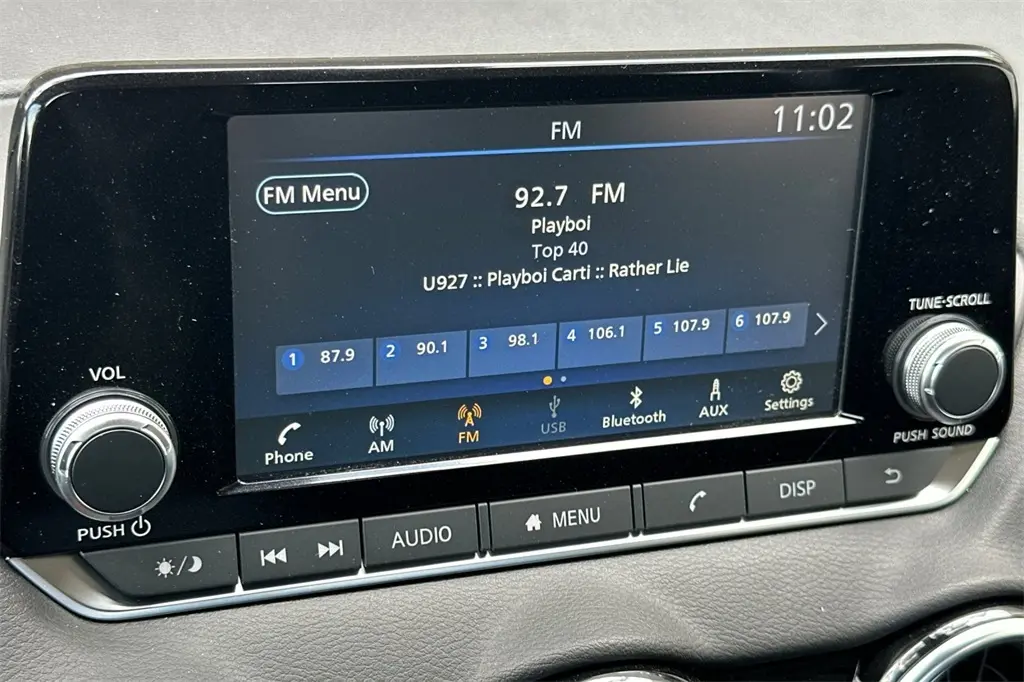 FM
11:02
FM Menu
92.7 FM
Playboi
Top 40
U927 :: Playboi Carti :: Rather Lie
1 87.9
2 90.1
3 98.1
4 106.1
5 107.9
6 107.9
Phone
AM
FM
USB
Bluetooth
AUX
Settings
VOL
PUSH
TUNE·SCROLL
PUSH SOUND
AUDIO
MENU
DISP